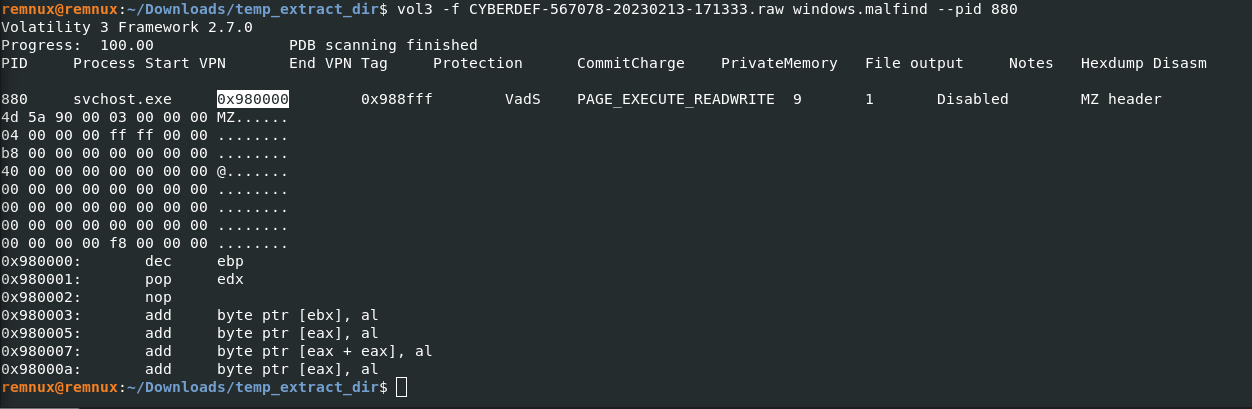 remnux@remnux:~/Downloads/temp_extract_dir$ vol3 -f CYBERDEF-567078-20230213-171333.raw windows.malfind --pid 880
Volatility 3 Framework 2.7.0
Progress:  100.00               PDB scanning finished
PID     Process Start VPN       End VPN Tag     Protection      CommitCharge    PrivateMemory   File output     Notes   Hexdump Disasm

880     svchost.exe     0x980000        0x988fff        VadS    PAGE_EXECUTE_READWRITE  9       1       Disabled        MZ header
4d 5a 90 00 03 00 00 00 MZ......
04 00 00 00 ff ff 00 00 ........
b8 00 00 00 00 00 00 00 ........
40 00 00 00 00 00 00 00 @.......
00 00 00 00 00 00 00 00 ........
00 00 00 00 00 00 00 00 ........
00 00 00 00 00 00 00 00 ........
00 00 00 00 f8 00 00 00 ........
0x980000:       dec     ebp
0x980001:       pop     edx
0x980002:       nop
0x980003:       add     byte ptr [ebx], al
0x980005:       add     byte ptr [eax], al
0x980007:       add     byte ptr [eax + eax], al
0x98000a:       add     byte ptr [eax], al
remnux@remnux:~/Downloads/temp_extract_dir$